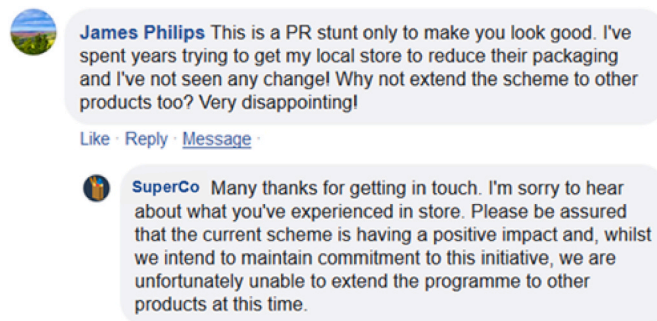 James Philips This is a PR stunt only to make you look good. I've
spent years trying to get my local store to reduce their packaging
and I've not seen any change! Why not extend the scheme to other
products too? Very disappointing!
Like · Reply · Message ·
SuperCo Many thanks for getting in touch. I'm sorry to hear
about what you've experienced in store. Please be assured
that the current scheme is having a positive impact and, whilst
we intend to maintain commitment to this initiative, we are
unfortunately unable to extend the programme to other
products at this time.